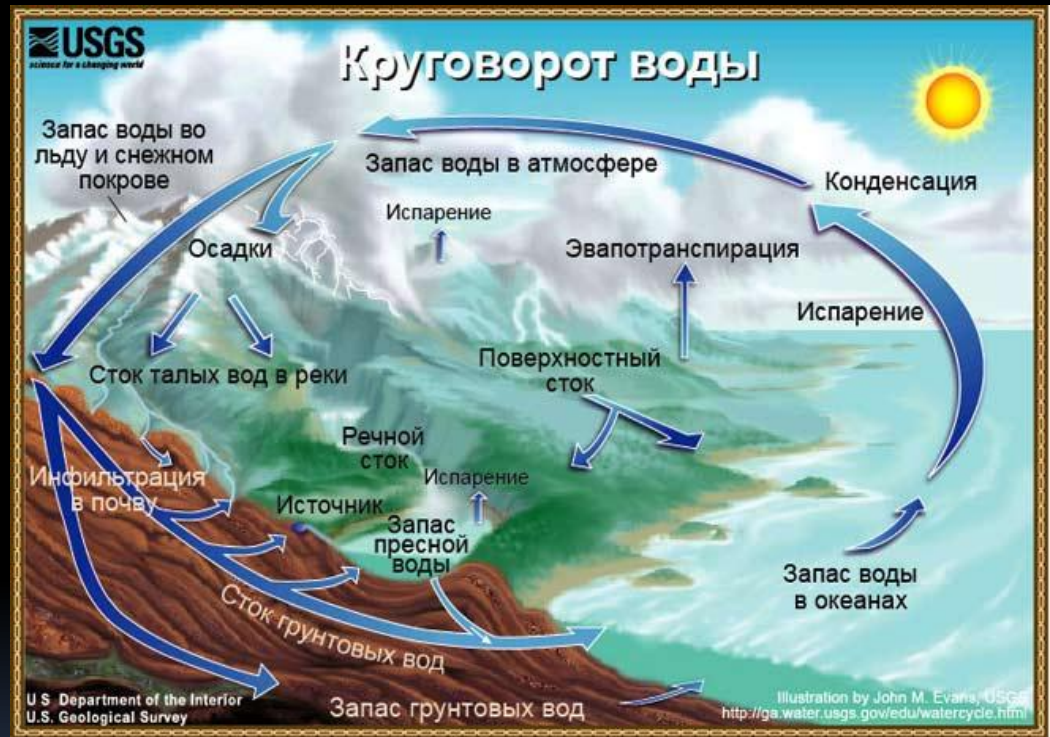 USGS
science for a changing world
Круговорот воды
Запас воды во
льду и снежном
покрове
Запас воды в атмосфере
Конденсация
Испарение
Осадки
Эвапотранспирация
Испарение
Сток талых вод в реки
Поверхностный
сток
Речной
сток
Испарение
Инфильтрация
в почву
Источник
Запас
пресной
воды
Запас воды
в океанах
Сток грунтовых вод
Запас грунтовых вод
U S Department of the Interior
U.S. Geological Survey
Illustration by John M. Evans, USGS
http://ga.water.usgs.gov/edu/watercycle.html